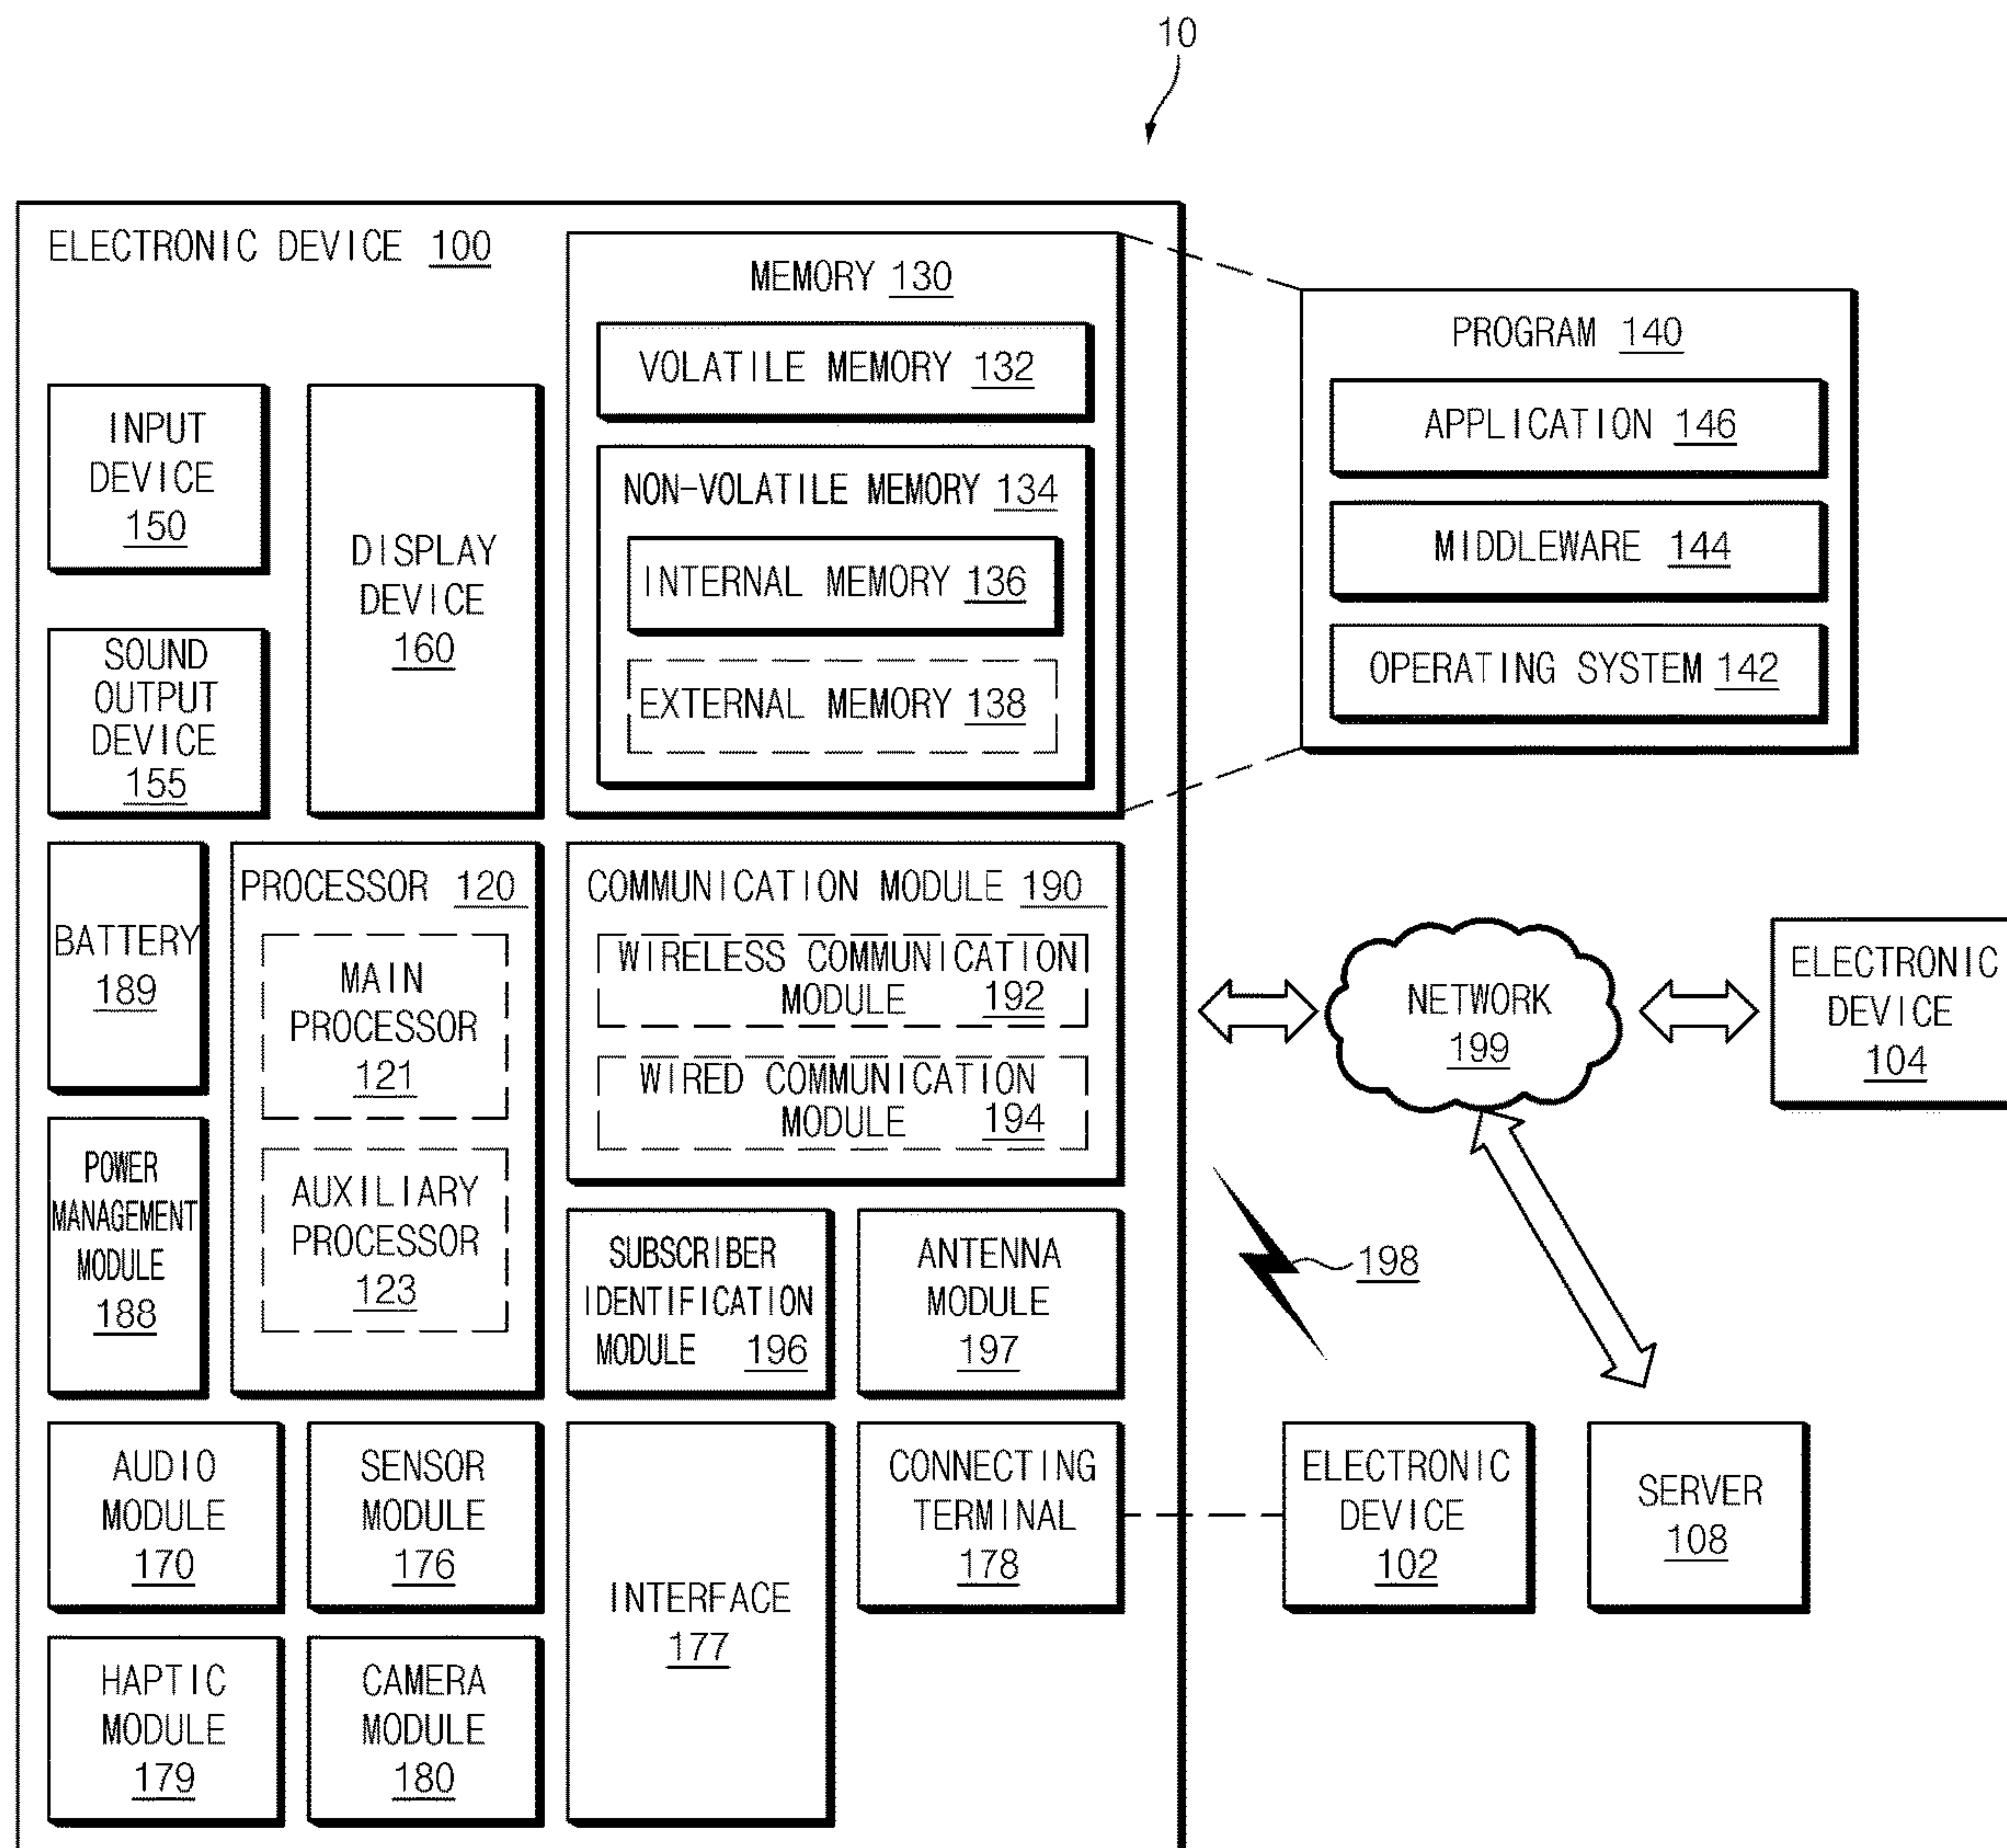 10
ELECTRONIC DEVICE 100
MEMORY 130
VOLATILE MEMORY 132
NON-VOLATILE MEMORY 134
INTERNAL MEMORY 136
EXTERNAL MEMORY 138
PROGRAM 140
APPLICATION 146
MIDDLEWARE 144
OPERATING SYSTEM 142
INPUT
DEVICE
150
DISPLAY
DEVICE
160
SOUND
OUTPUT
DEVICE
155
BATTERY
189
PROCESSOR 120
MAIN
PROCESSOR
121
AUXILIARY
PROCESSOR
123
COMMUNICATION MODULE 190
WIRELESS COMMUNICATION
MODULE 192
WIRED COMMUNICATION
MODULE 194
NETWORK
199
ELECTRONIC
DEVICE
104
POWER
MANAGEMENT
MODULE
188
SUBSCRIBER
IDENTIFICATION
MODULE 196
ANTENNA
MODULE
197
198
AUDIO
MODULE
170
SENSOR
MODULE
176
INTERFACE
177
CONNECTING
TERMINAL
178
ELECTRONIC
DEVICE
102
SERVER
108
HAPTIC
MODULE
179
CAMERA
MODULE
180